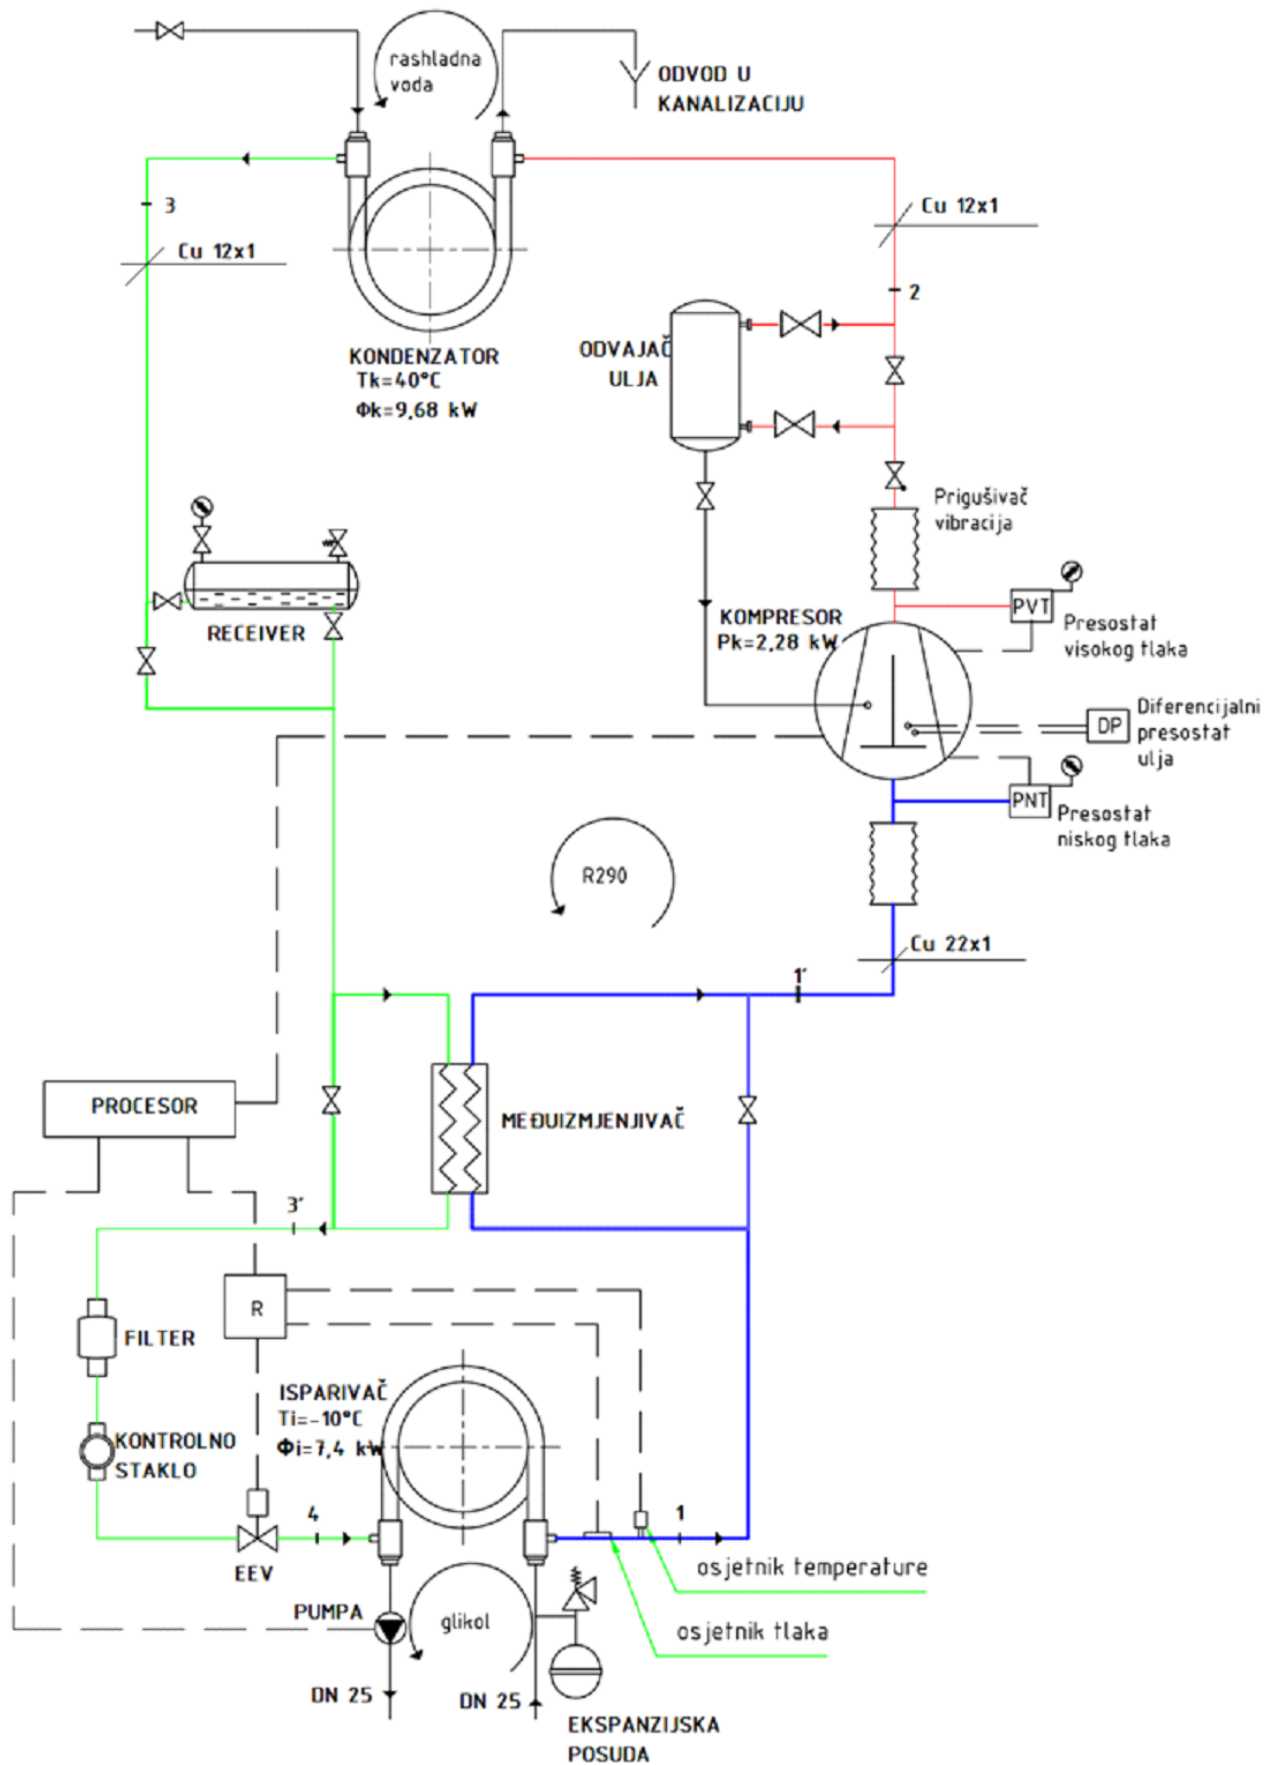 rashladna
voda
ODVOD U
KANALIZACIJU
3
Cu 12x1
Cu 12x1
2
KONDENZATOR
Tk=40°C
Φk=9,68 kW
ODVAJAČ
ULJA
Prigušivač
vibracija
RECEIVER
KOMPRESOR
Pk=2,28 kW
PVT
Presostat
visokog tlaka
DP
Diferencijalni
presostat
ulja
PNT
Presostat
niskog tlaka
R290
Cu 22x1
1'
PROCESOR
MEĐUIZMJENJIVAČ
3'
R
FILTER
ISPARIVAČ
Ti=-10°C
Φi=7,4 kW
KONTROLNO
STAKLO
4
1
EEV
osjetnik temperature
PUMPA
glikol
osjetnik tlaka
DN 25
DN 25
EKSPANZIJSKA
POSUDA